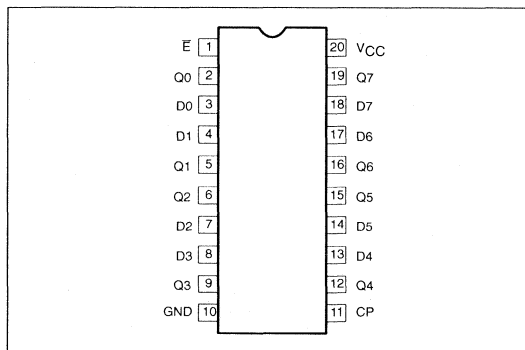 E̅ 1 20 VCC
Q0 2 19 Q7
D0 3 18 D7
D1 4 17 D6
Q1 5 16 Q6
Q2 6 15 Q5
D2 7 14 D5
D3 8 13 D4
Q3 9 12 Q4
GND 10 11 CP